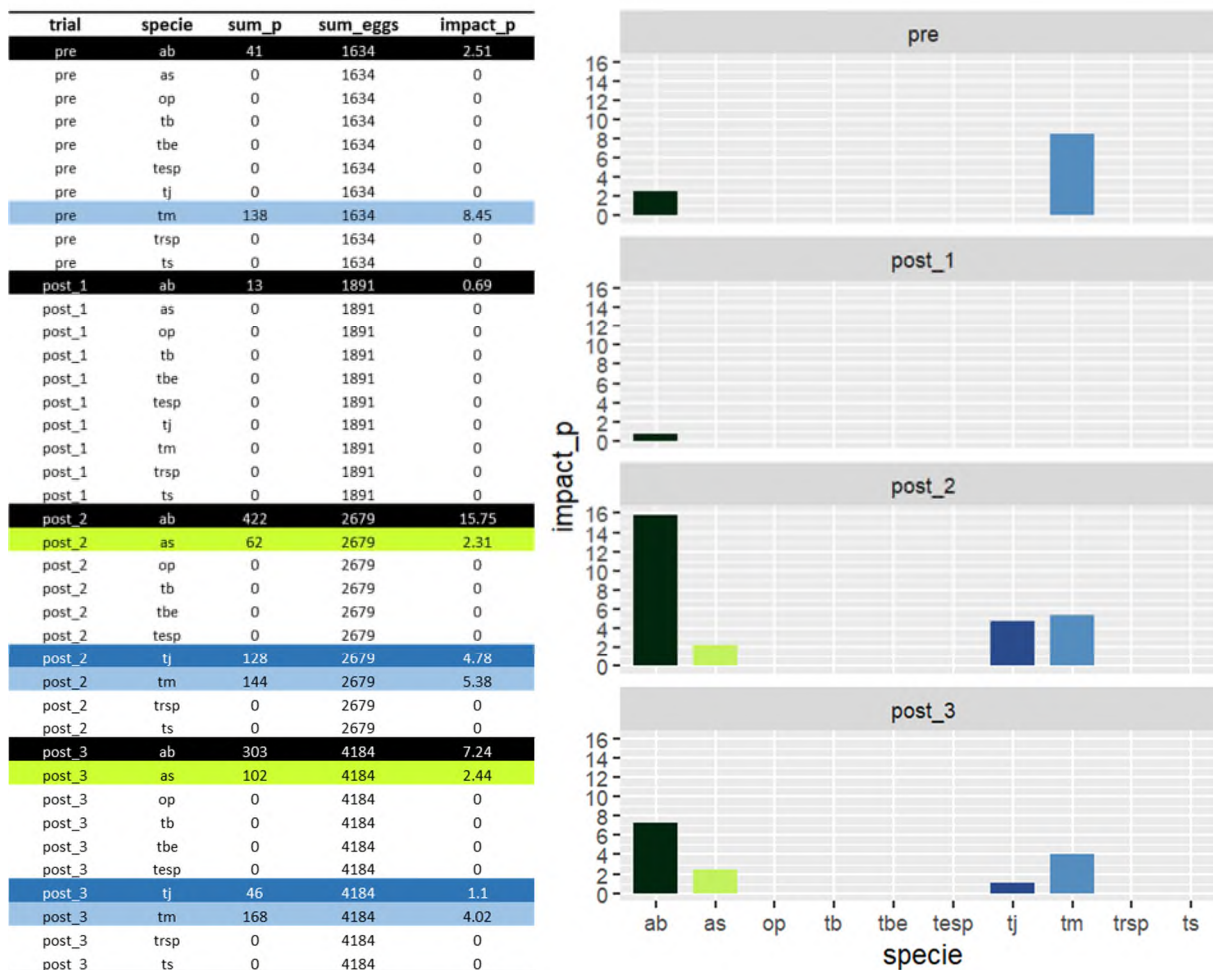 trial specie sum_p sum_eggs impact_p
pre ab 41 1634 2.51
pre as 0 1634 0
pre op 0 1634 0
pre tb 0 1634 0
pre tbe 0 1634 0
pre tesp 0 1634 0
pre tj 0 1634 0
pre tm 138 1634 8.45
pre trsp 0 1634 0
pre ts 0 1634 0
post_1 ab 13 1891 0.69
post_1 as 0 1891 0
post_1 op 0 1891 0
post_1 tb 0 1891 0
post_1 tbe 0 1891 0
post_1 tesp 0 1891 0
post_1 tj 0 1891 0
post_1 tm 0 1891 0
post_1 trsp 0 1891 0
post_1 ts 0 1891 0
post_2 ab 422 2679 15.75
post_2 as 62 2679 2.31
post_2 op 0 2679 0
post_2 tb 0 2679 0
post_2 tbe 0 2679 0
post_2 tesp 0 2679 0
post_2 tj 128 2679 4.78
post_2 tm 144 2679 5.38
post_2 trsp 0 2679 0
post_2 ts 0 2679 0
post_3 ab 303 4184 7.24
post_3 as 102 4184 2.44
post_3 op 0 4184 0
post_3 tb 0 4184 0
post_3 tbe 0 4184 0
post_3 tesp 0 4184 0
post_3 tj 46 4184 1.1
post_3 tm 168 4184 4.02
post_3 trsp 0 4184 0
post_3 ts 0 4184 0
impact_p
pre
16
14
12
10
8
6
4
2
0
post_1
16
14
12
10
8
6
4
2
0
post_2
16
14
12
10
8
6
4
2
0
post_3
16
14
12
10
8
6
4
2
0
ab as op tb tbe tesp tj tm trsp ts
specie